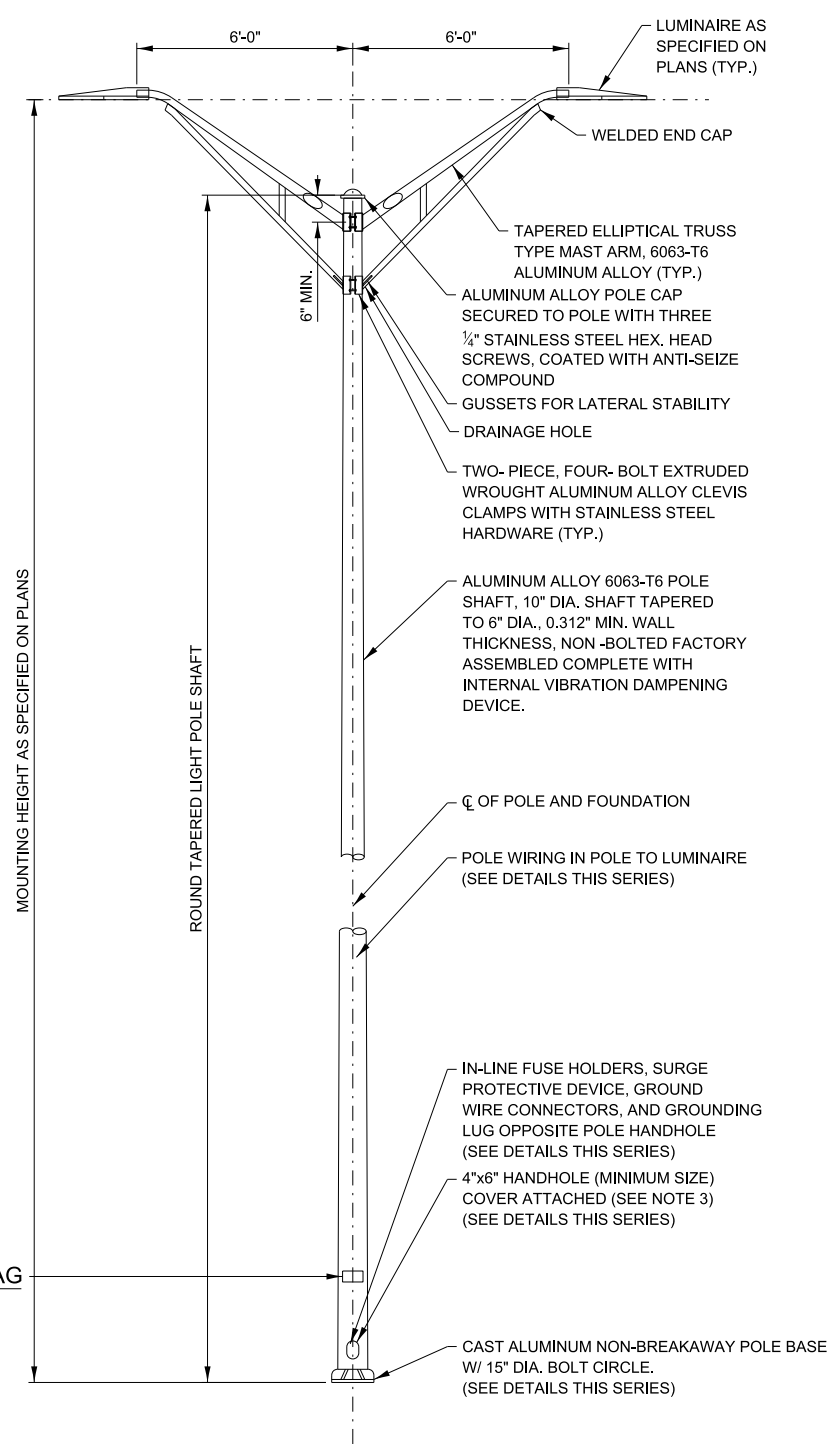 6'-0"
6'-0"
LUMINAIRE AS
SPECIFIED ON
PLANS (TYP.)
WELDED END CAP
TAPERED ELLIPTICAL TRUSS
TYPE MAST ARM, 6063-T6
ALUMINUM ALLOY (TYP.)
6" MIN.
ALUMINUM ALLOY POLE CAP
SECURED TO POLE WITH THREE
¼" STAINLESS STEEL HEX. HEAD
SCREWS, COATED WITH ANTI-SEIZE
COMPOUND
GUSSETS FOR LATERAL STABILITY
DRAINAGE HOLE
TWO- PIECE, FOUR- BOLT EXTRUDED
WROUGHT ALUMINUM ALLOY CLEVIS
CLAMPS WITH STAINLESS STEEL
HARDWARE (TYP.)
MOUNTING HEIGHT AS SPECIFIED ON PLANS
ROUND TAPERED LIGHT POLE SHAFT
ALUMINUM ALLOY 6063-T6 POLE
SHAFT, 10" DIA. SHAFT TAPERED
TO 6" DIA., 0.312" MIN. WALL
THICKNESS, NON -BOLTED FACTORY
ASSEMBLED COMPLETE WITH
INTERNAL VIBRATION DAMPENING
DEVICE.
℄ OF POLE AND FOUNDATION
POLE WIRING IN POLE TO LUMINAIRE
(SEE DETAILS THIS SERIES)
IN-LINE FUSE HOLDERS, SURGE
PROTECTIVE DEVICE, GROUND
WIRE CONNECTORS, AND GROUNDING
LUG OPPOSITE POLE HANDHOLE
(SEE DETAILS THIS SERIES)
4"x6" HANDHOLE (MINIMUM SIZE)
COVER ATTACHED (SEE NOTE 3)
(SEE DETAILS THIS SERIES)
CAST ALUMINUM NON-BREAKAWAY POLE BASE
W/ 15" DIA. BOLT CIRCLE.
(SEE DETAILS THIS SERIES)